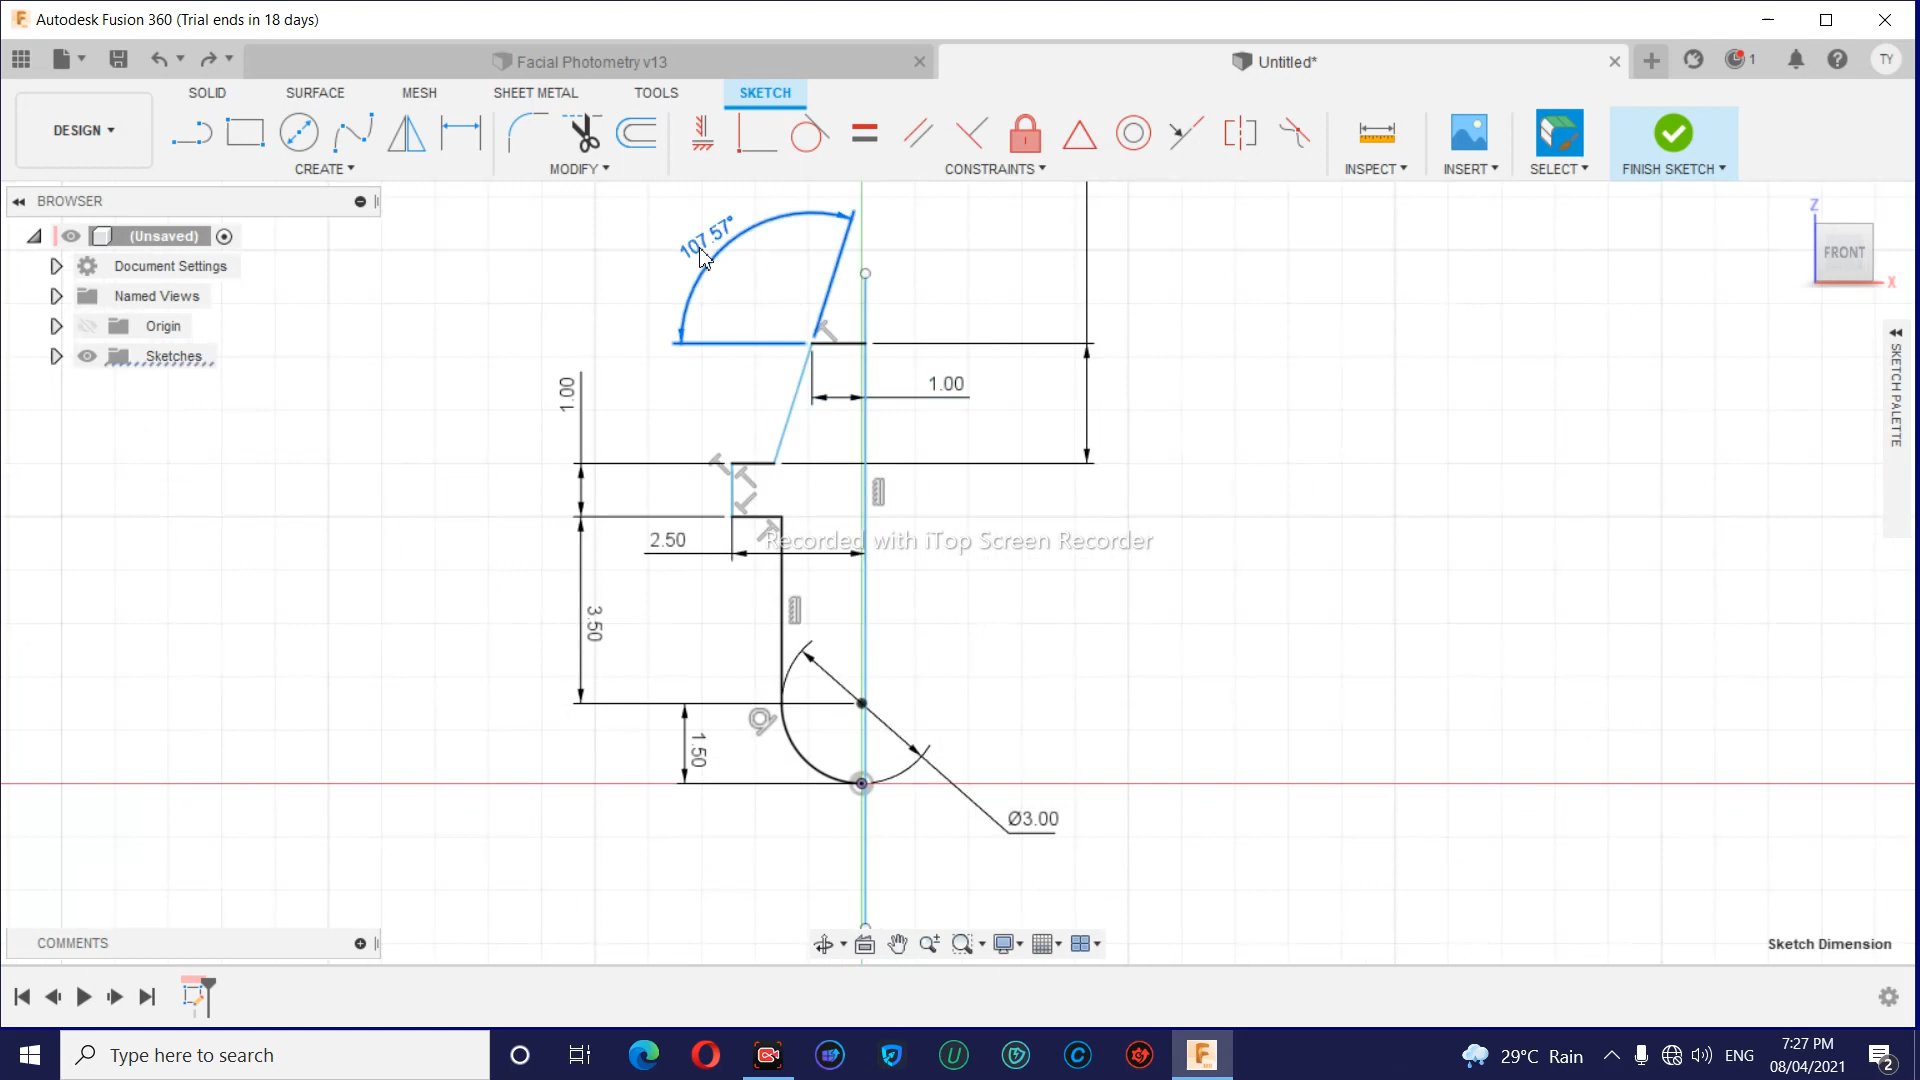 Autodesk Fusion 360 (Trial ends in 18 days)
Facial Photometry v13
Untitled*
1
TY
DESIGN
SOLID
SURFACE
MESH
SHEET METAL
TOOLS
SKETCH
CREATE
MODIFY
CONSTRAINTS
INSPECT
INSERT
SELECT
FINISH SKETCH
BROWSER
(Unsaved)
Document Settings
Named Views
Origin
Sketches
107.57°
Z
FRONT
X
SKETCH PALETTE
1.00
1.00
2.50
Recorded with iTop Screen Recorder
3.50
1.50
Ø3.00
COMMENTS
Sketch Dimension
Type here to search
29°C Rain
ENG
7:27 PM
08/04/2021
2